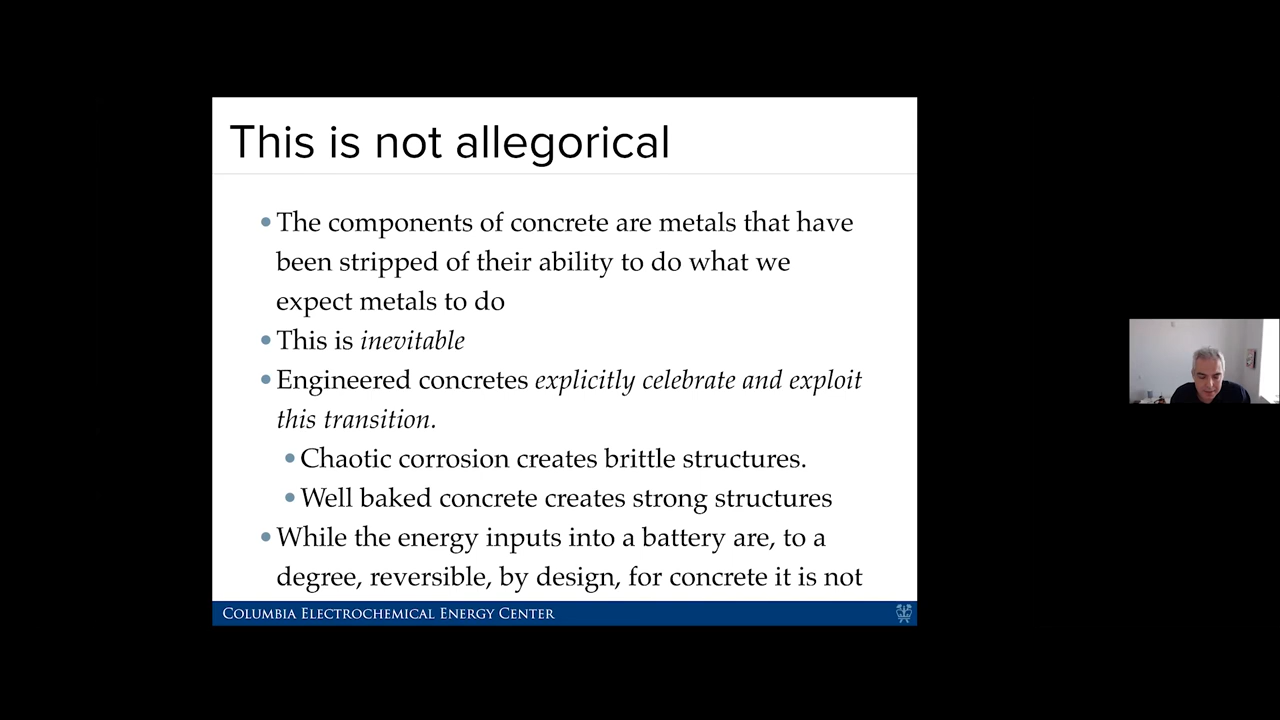 This is not allegorical
•The components of concrete are metals that have
been stripped of their ability to do what we
expect metals to do
•This is inevitable
•Engineered concretes explicitly celebrate and exploit
this transition.
•Chaotic corrosion creates brittle structures.
•Well baked concrete creates strong structures
•While the energy inputs into a battery are, to a
degree, reversible, by design, for concrete it is not
COLUMBIA ELECTROCHEMICAL ENERGY CENTER